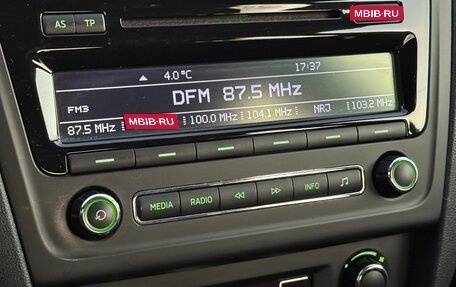 MBIB-RU
AS TP
4.0 °C 17:37
DFM 87.5 MHz
FM3
87.5 MHz MBIB-RU 100.0 MHz 104.1 MHz NRJ 103.2 MHz
MEDIA RADIO INFO